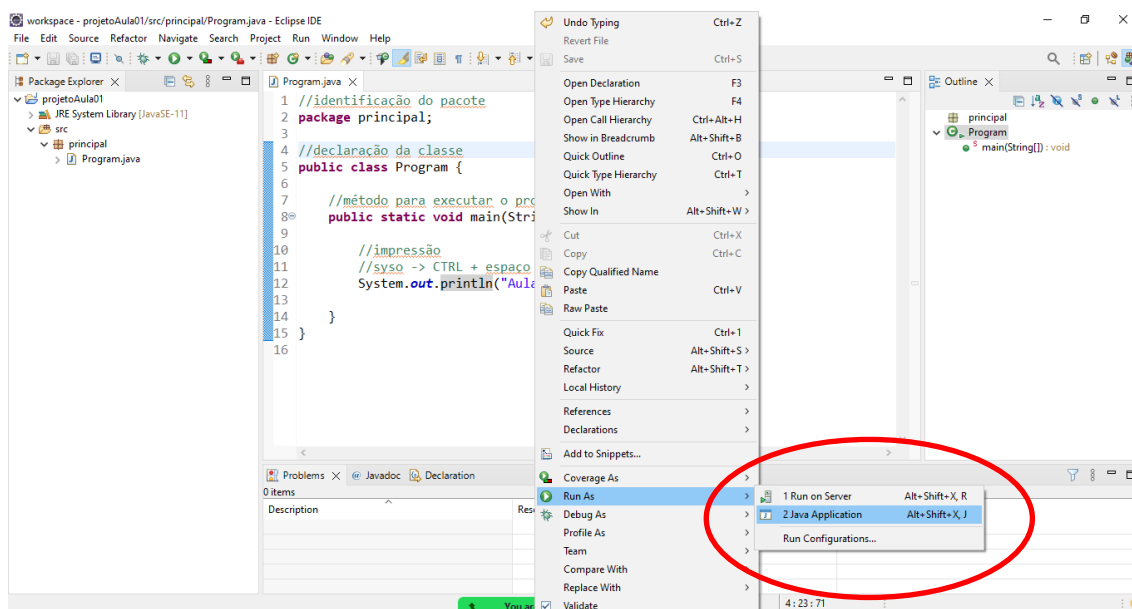 workspace - projetoAula01/src/principal/Program.java - Eclipse IDE
File Edit Source Refactor Navigate Search Project Run Window Help
Package Explorer
projetoAula01
JRE System Library [JavaSE-11]
src
principal
Program.java
Program.java
1 //identificação do pacote
2 package principal;
3
4 //declaração da classe
5 public class Program {
6
7 //método para executar o pro
8 public static void main(Stri
9
10 //impressão
11 //syso -> CTRL + espaço
12 System.out.println("Aula
13
14 }
15 }
16
Undo Typing Ctrl+Z
Revert File
Save Ctrl+S
Open Declaration F3
Open Type Hierarchy F4
Open Call Hierarchy Ctrl+Alt+H
Show in Breadcrumb Alt+Shift+B
Quick Outline Ctrl+O
Quick Type Hierarchy Ctrl+T
Open With >
Show In Alt+Shift+W >
Cut Ctrl+X
Copy Ctrl+C
Copy Qualified Name
Paste Ctrl+V
Raw Paste
Quick Fix Ctrl+1
Source Alt+Shift+S >
Refactor Alt+Shift+T >
Local History >
References >
Declarations >
Add to Snippets...
Coverage As >
Run As >
Debug As >
Profile As >
Team >
Compare With
Replace With >
Validate
1 Run on Server Alt+Shift+X, R
2 Java Application Alt+Shift+X, J
Run Configurations...
Outline
principal
Program
main(String[]) : void
Problems @ Javadoc Declaration
0 items
Description
4 : 23 : 71